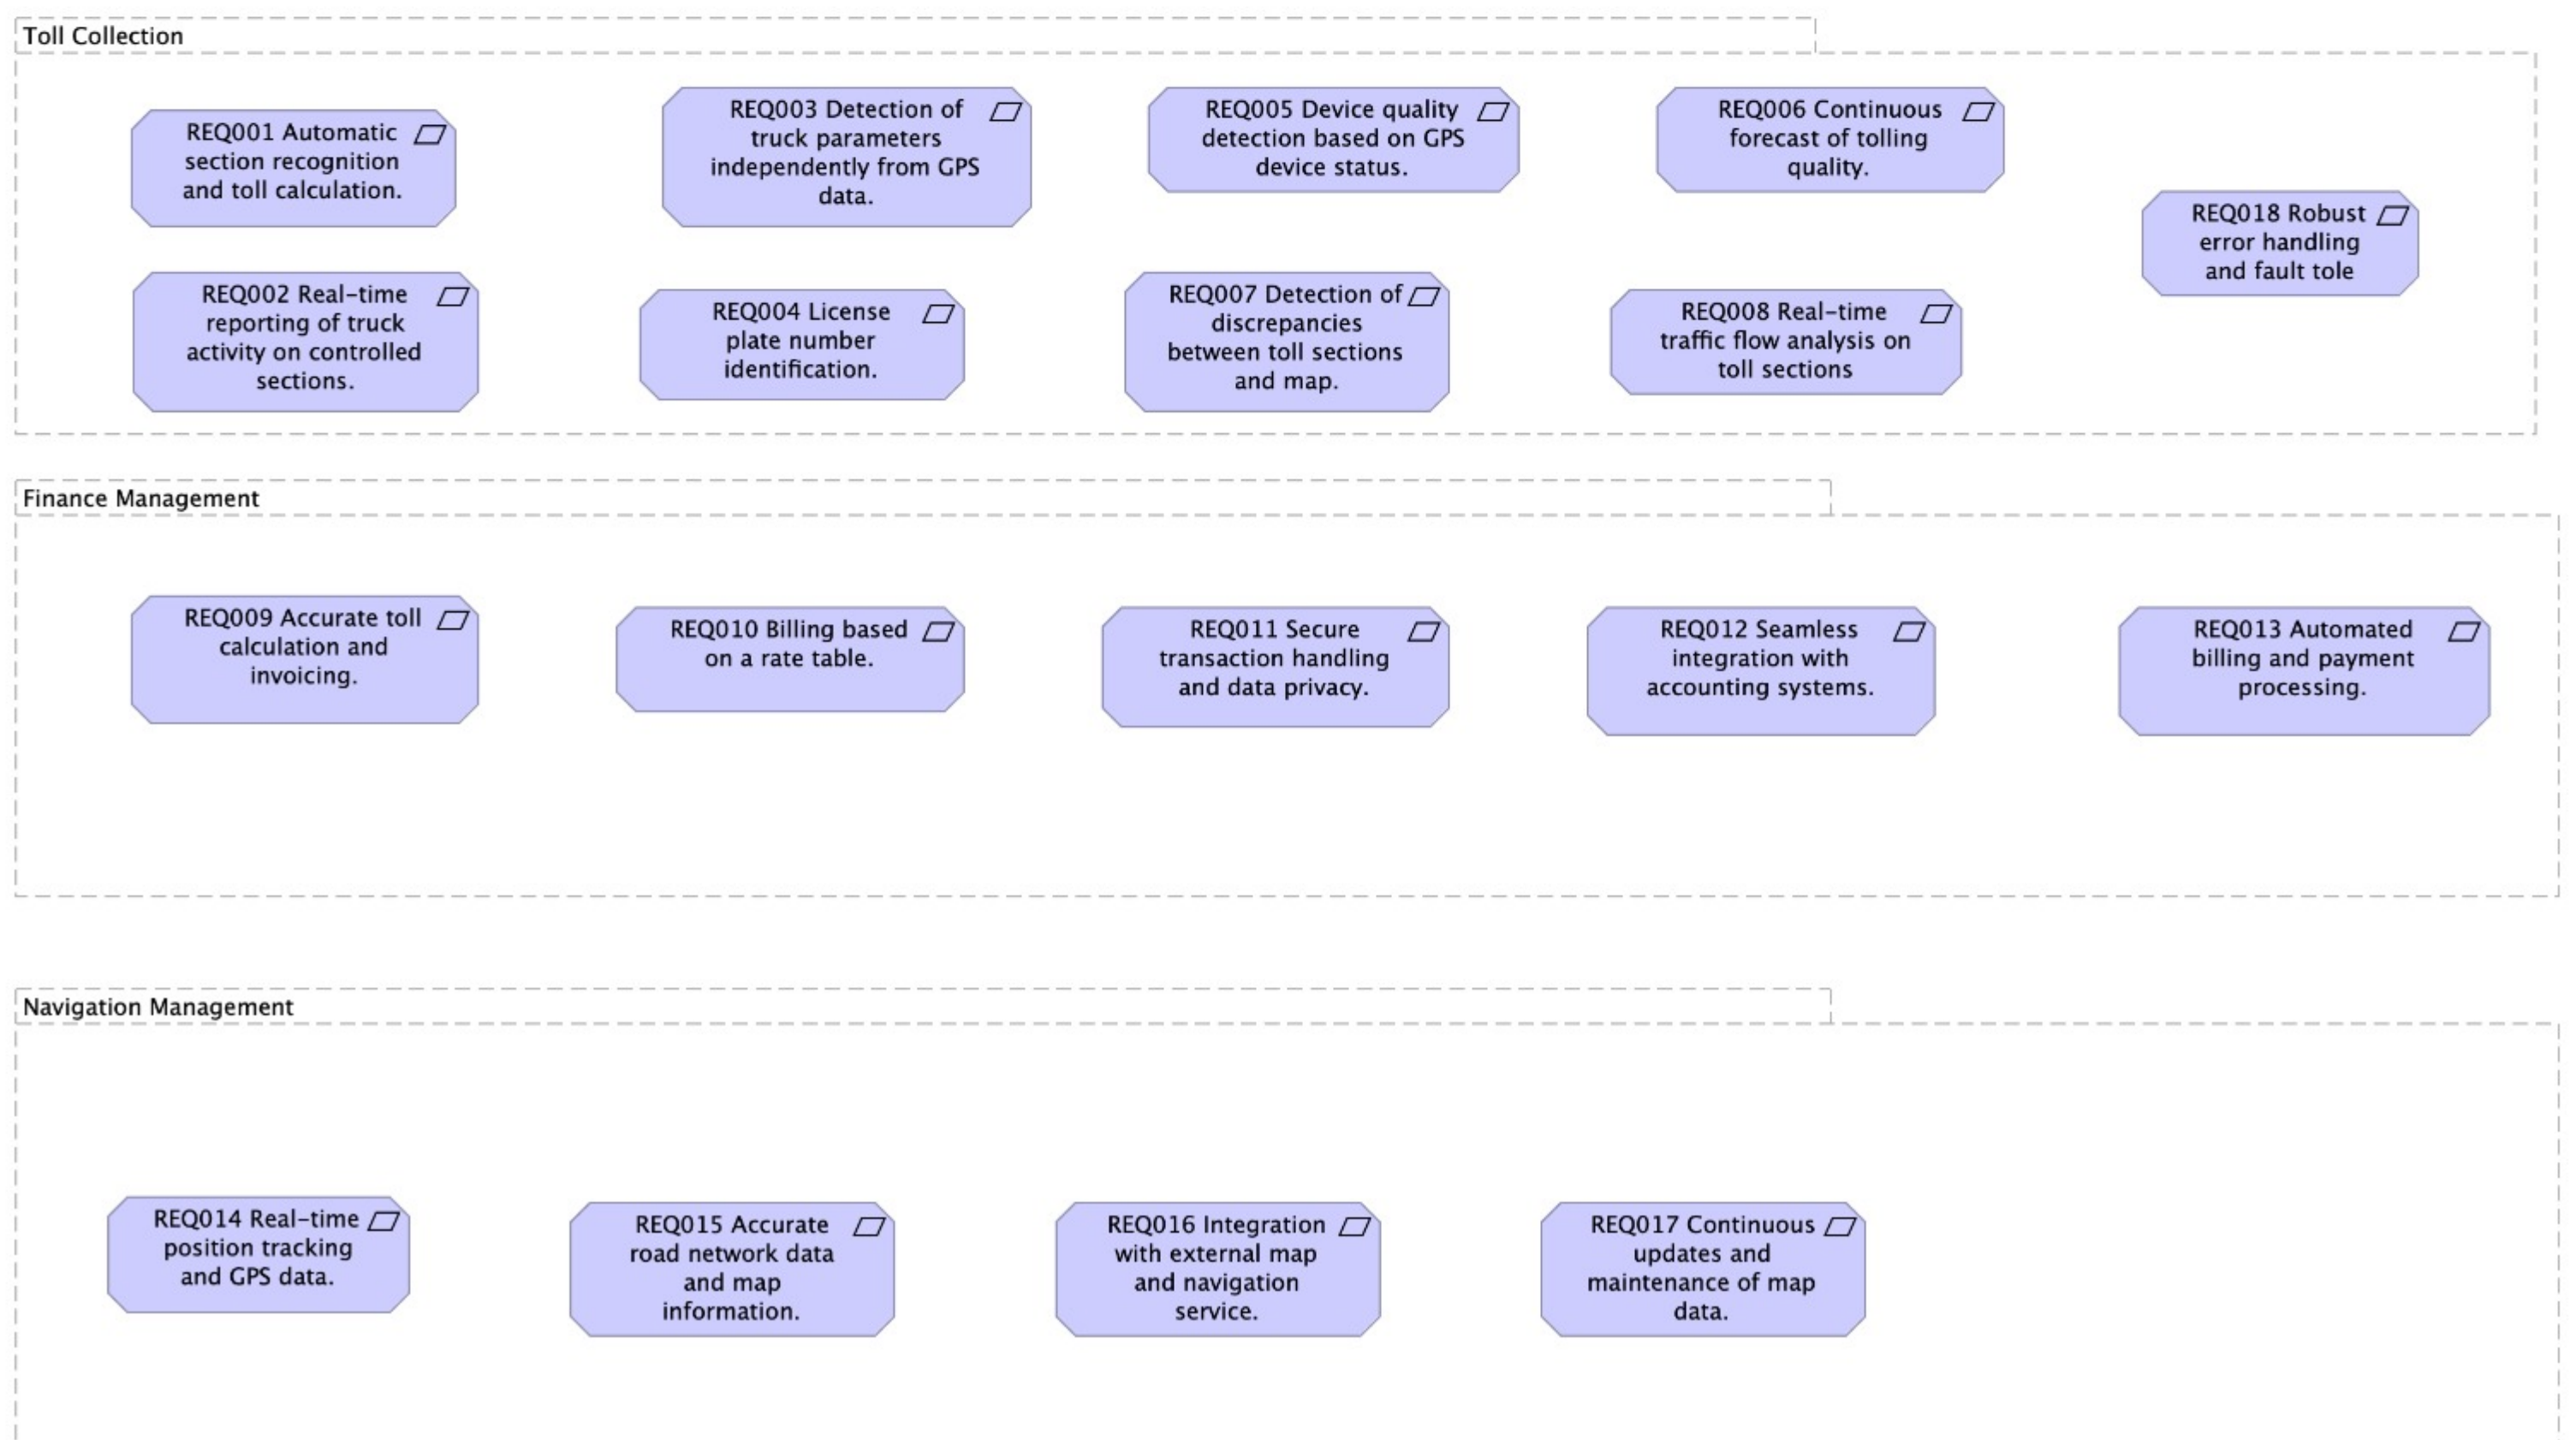 Toll Collection
REQ001 Automatic
section recognition
and toll calculation.
REQ003 Detection of
truck parameters
independently from GPS
data.
REQ005 Device quality
detection based on GPS
device status.
REQ006 Continuous
forecast of tolling
quality.
REQ018 Robust
error handling
and fault tole
REQ002 Real-time
reporting of truck
activity on controlled
sections.
REQ004 License
plate number
identification.
REQ007 Detection of
discrepancies
between toll sections
and map.
REQ008 Real-time
traffic flow analysis on
toll sections
Finance Management
REQ009 Accurate toll
calculation and
invoicing.
REQ010 Billing based
on a rate table.
REQ011 Secure
transaction handling
and data privacy.
REQ012 Seamless
integration with
accounting systems.
REQ013 Automated
billing and payment
processing.
Navigation Management
REQ014 Real-time
position tracking
and GPS data.
REQ015 Accurate
road network data
and map
information.
REQ016 Integration
with external map
and navigation
service.
REQ017 Continuous
updates and
maintenance of map
data.